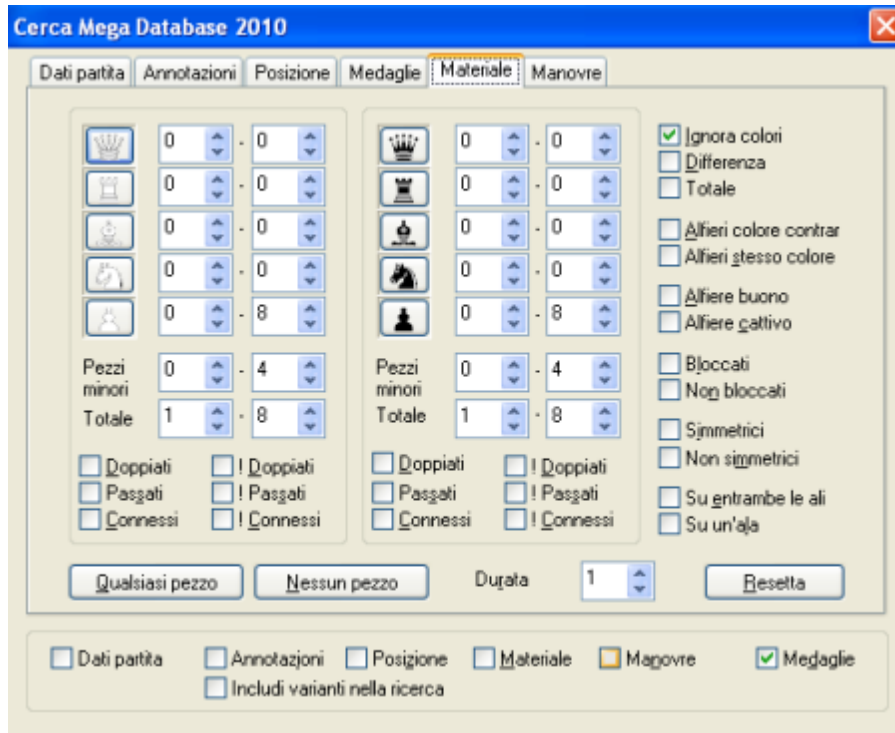 Cerca Mega Database 2010
Dati partita Annotazioni Posizione Medaglie Materiale Manovre
0 - 0 0 - 0 Ignora colori
Differenza
0 - 0 0 - 0 Totale
0 - 0 0 - 0 Alfieri colore contrar
Alfieri stesso colore
0 - 0 0 - 0
Alfiere buono
0 - 8 0 - 8 Alfiere cattivo
Pezzi minori 0 - 4 Pezzi minori 0 - 4 Bloccati
Non bloccati
Totale 1 - 8 Totale 1 - 8
Simmetrici
Doppiati ! Doppiati Doppiati ! Doppiati Non simmetrici
Passati ! Passati Passati ! Passati Su entrambe le ali
Connessi ! Connessi Connessi ! Connessi Su un'ala
Qualsiasi pezzo Nessun pezzo Durata 1 Resetta
Dati partita Annotazioni Posizione Materiale Manovre Medaglie
Includi varianti nella ricerca